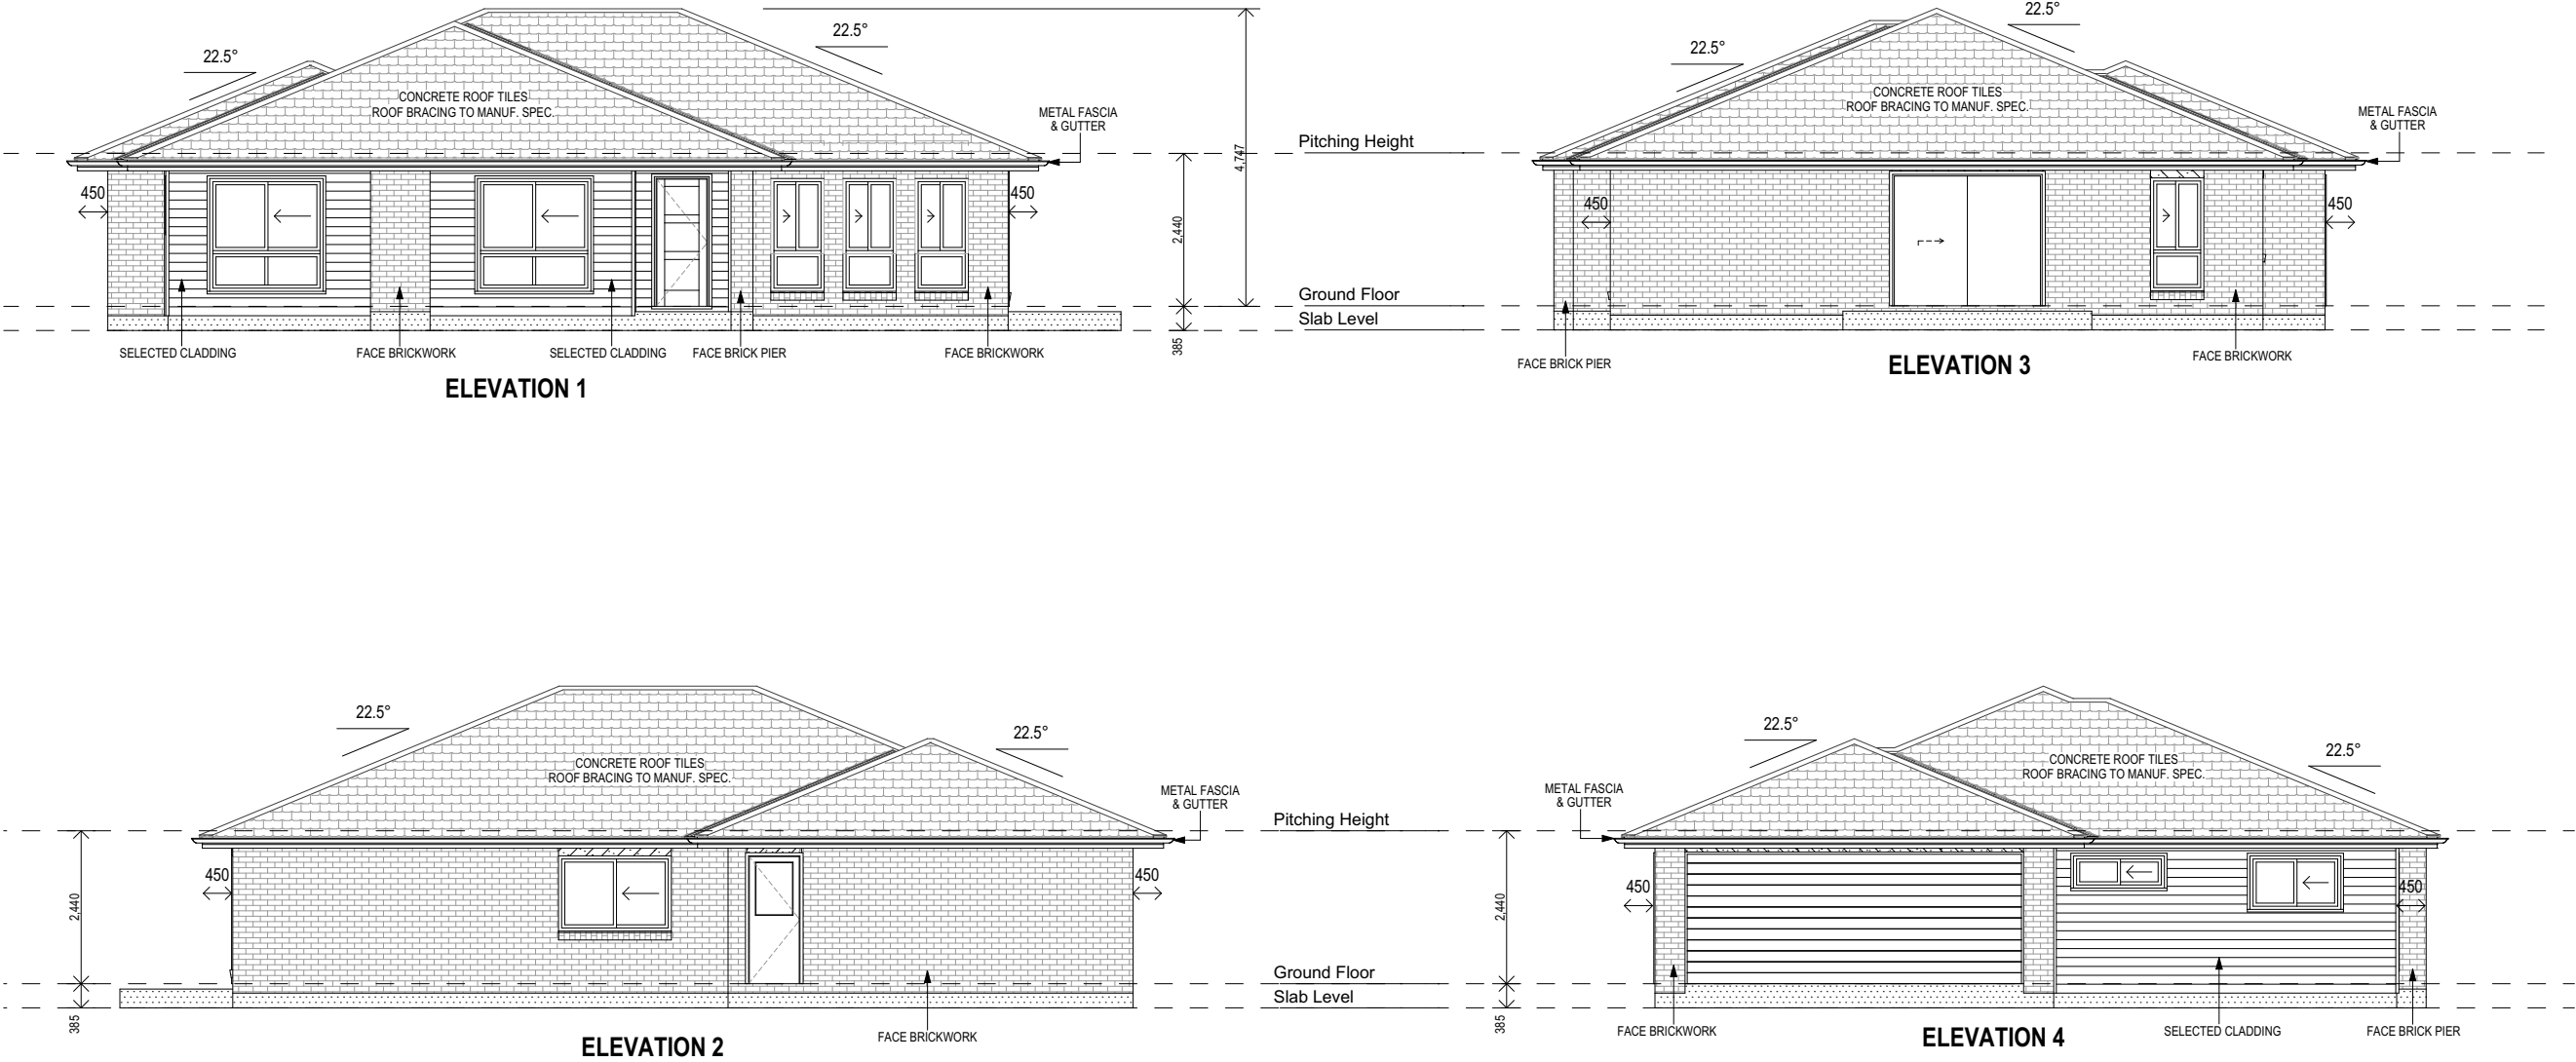 22.5°
22.5°
CONCRETE ROOF TILES
ROOF BRACING TO MANUF. SPEC.
METAL FASCIA
& GUTTER
450
450
4,747
2,440
385
Pitching Height
Ground Floor
Slab Level
SELECTED CLADDING
FACE BRICKWORK
SELECTED CLADDING
FACE BRICK PIER
FACE BRICKWORK
ELEVATION 1
22.5°
22.5°
CONCRETE ROOF TILES
ROOF BRACING TO MANUF. SPEC.
METAL FASCIA
& GUTTER
450
450
FACE BRICK PIER
FACE BRICKWORK
ELEVATION 3
22.5°
22.5°
CONCRETE ROOF TILES
ROOF BRACING TO MANUF. SPEC.
METAL FASCIA
& GUTTER
2,440
450
450
385
FACE BRICKWORK
ELEVATION 2
Pitching Height
Ground Floor
Slab Level
22.5°
22.5°
CONCRETE ROOF TILES
ROOF BRACING TO MANUF. SPEC.
METAL FASCIA
& GUTTER
2,440
450
450
385
FACE BRICKWORK
SELECTED CLADDING
FACE BRICK PIER
ELEVATION 4